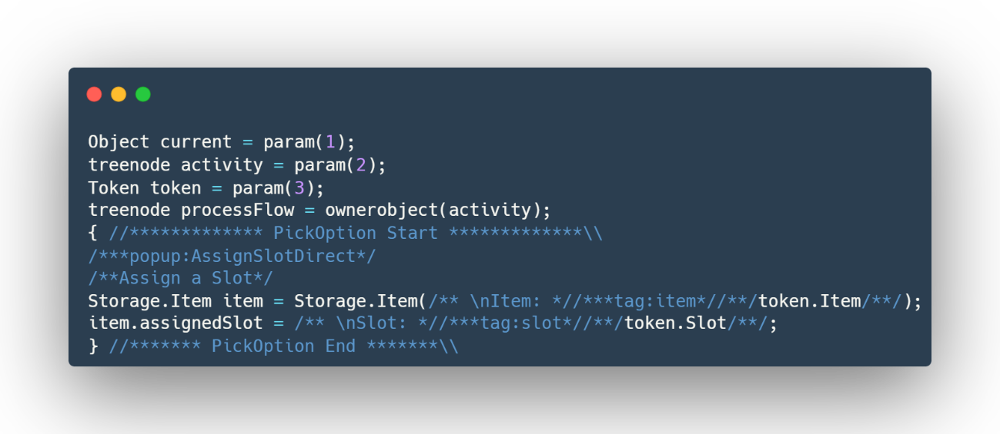 Object current = param(1);
treenode activity = param(2);
Token token = param(3);
treenode processFlow = ownerobject(activity);
{ //************* PickOption Start *************\\
/***popup:AssignSlotDirect*/
/**Assign a Slot*/
Storage.Item item = Storage.Item(/** \nItem: *//***tag:item*//**/token.Item/**/);
item.assignedSlot = /** \nSlot: *//***tag:slot*//**/token.Slot/**/;
} //******* PickOption End *******\\